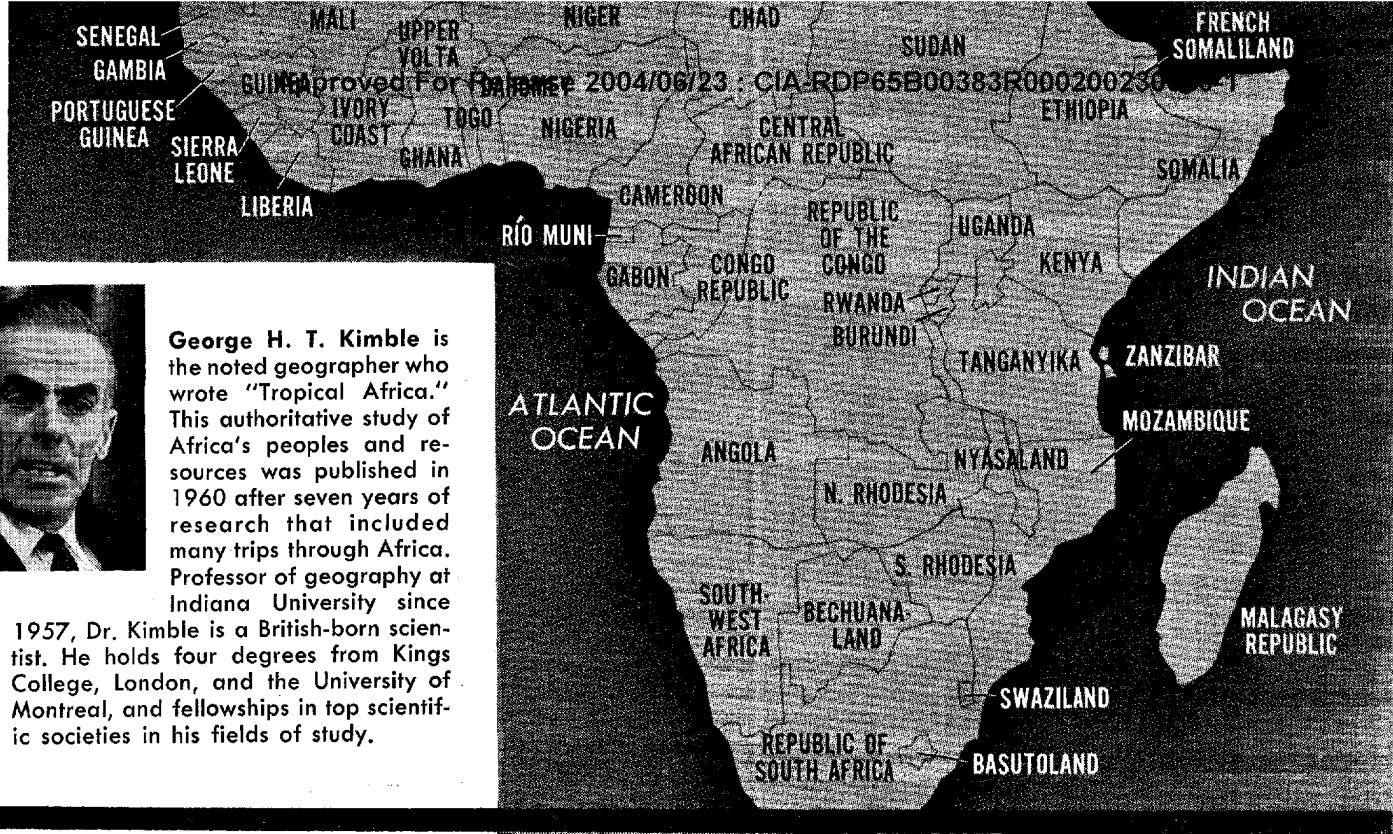 SENEGAL
GAMBIA
PORTUGUESE
GUINEA
SIERRA
LEONE
LIBERIA
MALI
UPPER
VOLTA
NIGER
CHAD
SUDAN
FRENCH
SOMALILAND
GUINEA
Approved For Release 2004/06/23 : CIA-RDP65B00383R000200230
IVORY
COAST
GHANA
TOGO
DAHOMEY
NIGERIA
CENTRAL
AFRICAN REPUBLIC
ETHIOPIA
SOMALIA
CAMEROON
RÍO MUNI
GABON
CONGO
REPUBLIC
REPUBLIC
OF THE
CONGO
UGANDA
KENYA
RWANDA
BURUNDI
TANGANYIKA
ZANZIBAR
INDIAN
OCEAN
ATLANTIC
OCEAN
ANGOLA
NYASALAND
MOZAMBIQUE
N. RHODESIA
S. RHODESIA
SOUTH-
WEST
AFRICA
BECHUANA-
LAND
MALAGASY
REPUBLIC
SWAZILAND
REPUBLIC OF
SOUTH AFRICA
BASUTOLAND
George H. T. Kimble is
the noted geographer who
wrote "Tropical Africa."
This authoritative study of
Africa's peoples and re-
sources was published in
1960 after seven years of
research that included
many trips through Africa.
Professor of geography at
Indiana University since
1957, Dr. Kimble is a British-born scien-
tist. He holds four degrees from Kings
College, London, and the University of
Montreal, and fellowships in top scientif-
ic societies in his fields of study.